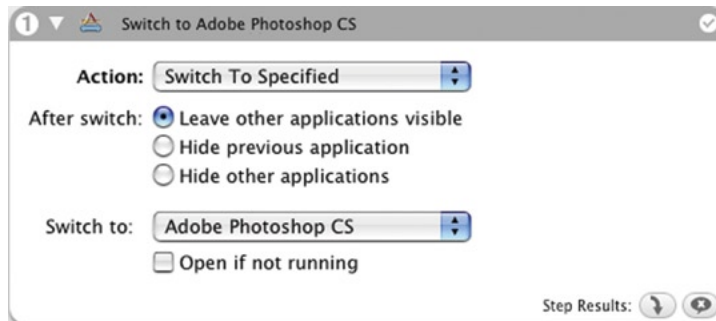 1 Switch to Adobe Photoshop CS
Action: Switch To Specified
After switch: Leave other applications visible
Hide previous application
Hide other applications
Switch to: Adobe Photoshop CS
Open if not running
Step Results: